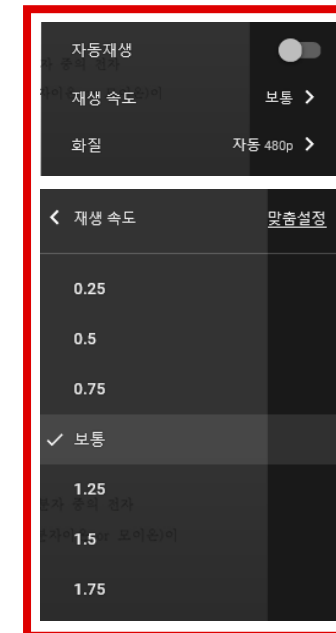 자동재생
재생 속도 보통
화질 자동 480p
재생 속도 맞춤설정
0.25
0.5
0.75
보통
1.25
1.5
1.75